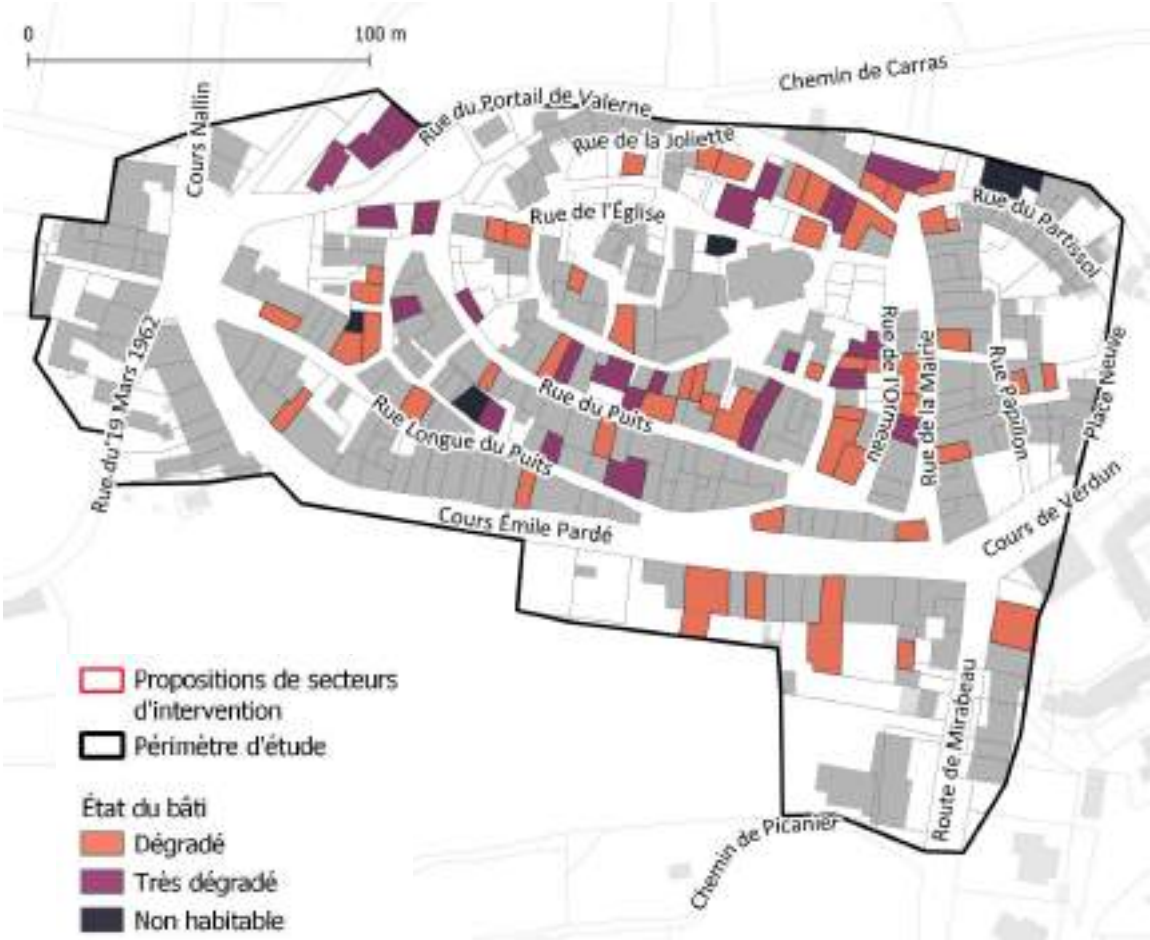 0
100 m
Chemin de Carras
Cours Nallin
Rue du Portail de Valerne
Rue de la Joliette
Rue de l'Église
Rue du Partissol
Rue du 19 Mars 1962
Rue du Puits
Rue Longue du Puits
Rue de l'Ormeau
Rue de la Mairie
Rue Papillon
Place Neuve
Cours Émile Pardé
Cours de Verdun
Route de Mirabeau
Chemin de Picanier
Propositions de secteurs
d'intervention
Périmètre d'étude
État du bâti
Dégradé
Très dégradé
Non habitable